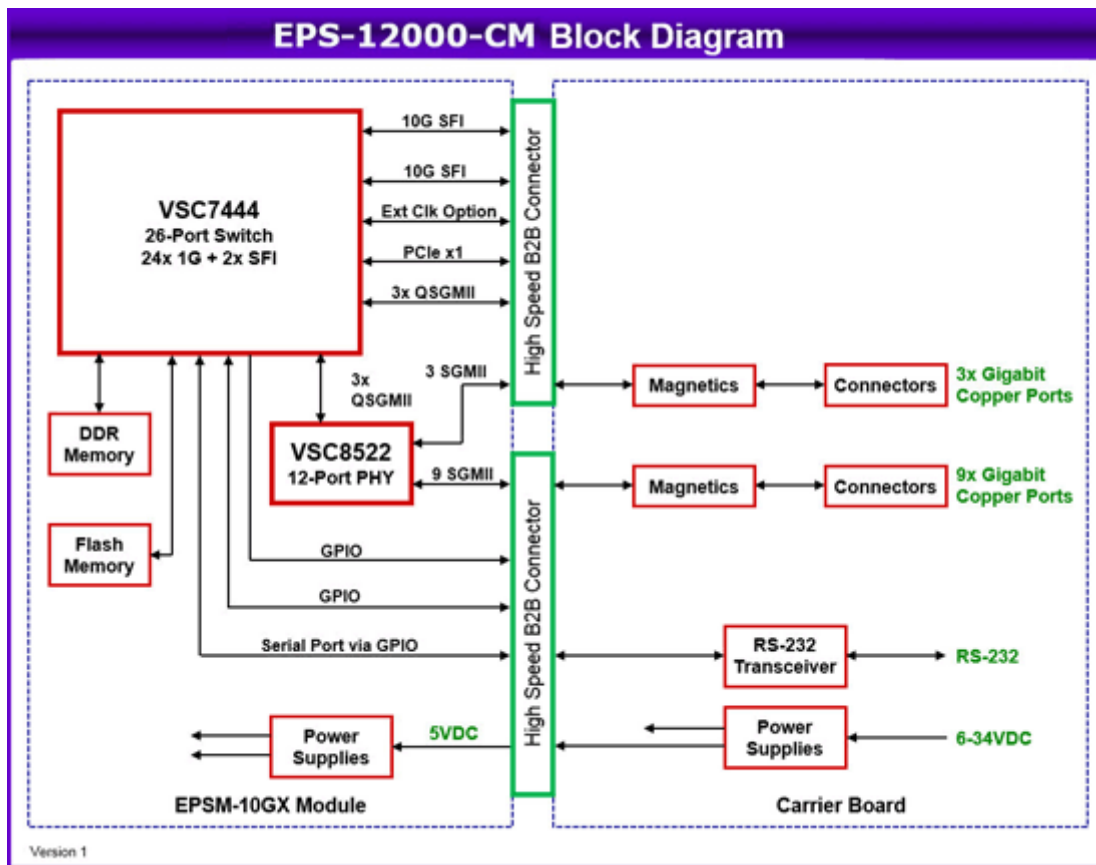 EPS-12000-CM Block Diagram
VSC7444
26-Port Switch
24x 1G + 2x SFI
10G SFI
10G SFI
Ext Clk Option
PCIe x1
3x QSGMII
High Speed B2B Connector
3x
QSGMII
3 SGMII
DDR
Memory
VSC8522
12-Port PHY
9 SGMII
Flash
Memory
GPIO
GPIO
Serial Port via GPIO
High Speed B2B Connector
Power
Supplies
5VDC
EPSM-10GX Module
Magnetics
Connectors
3x Gigabit
Copper Ports
Magnetics
Connectors
9x Gigabit
Copper Ports
RS-232
Transceiver
RS-232
Power
Supplies
6-34VDC
Carrier Board
Version 1